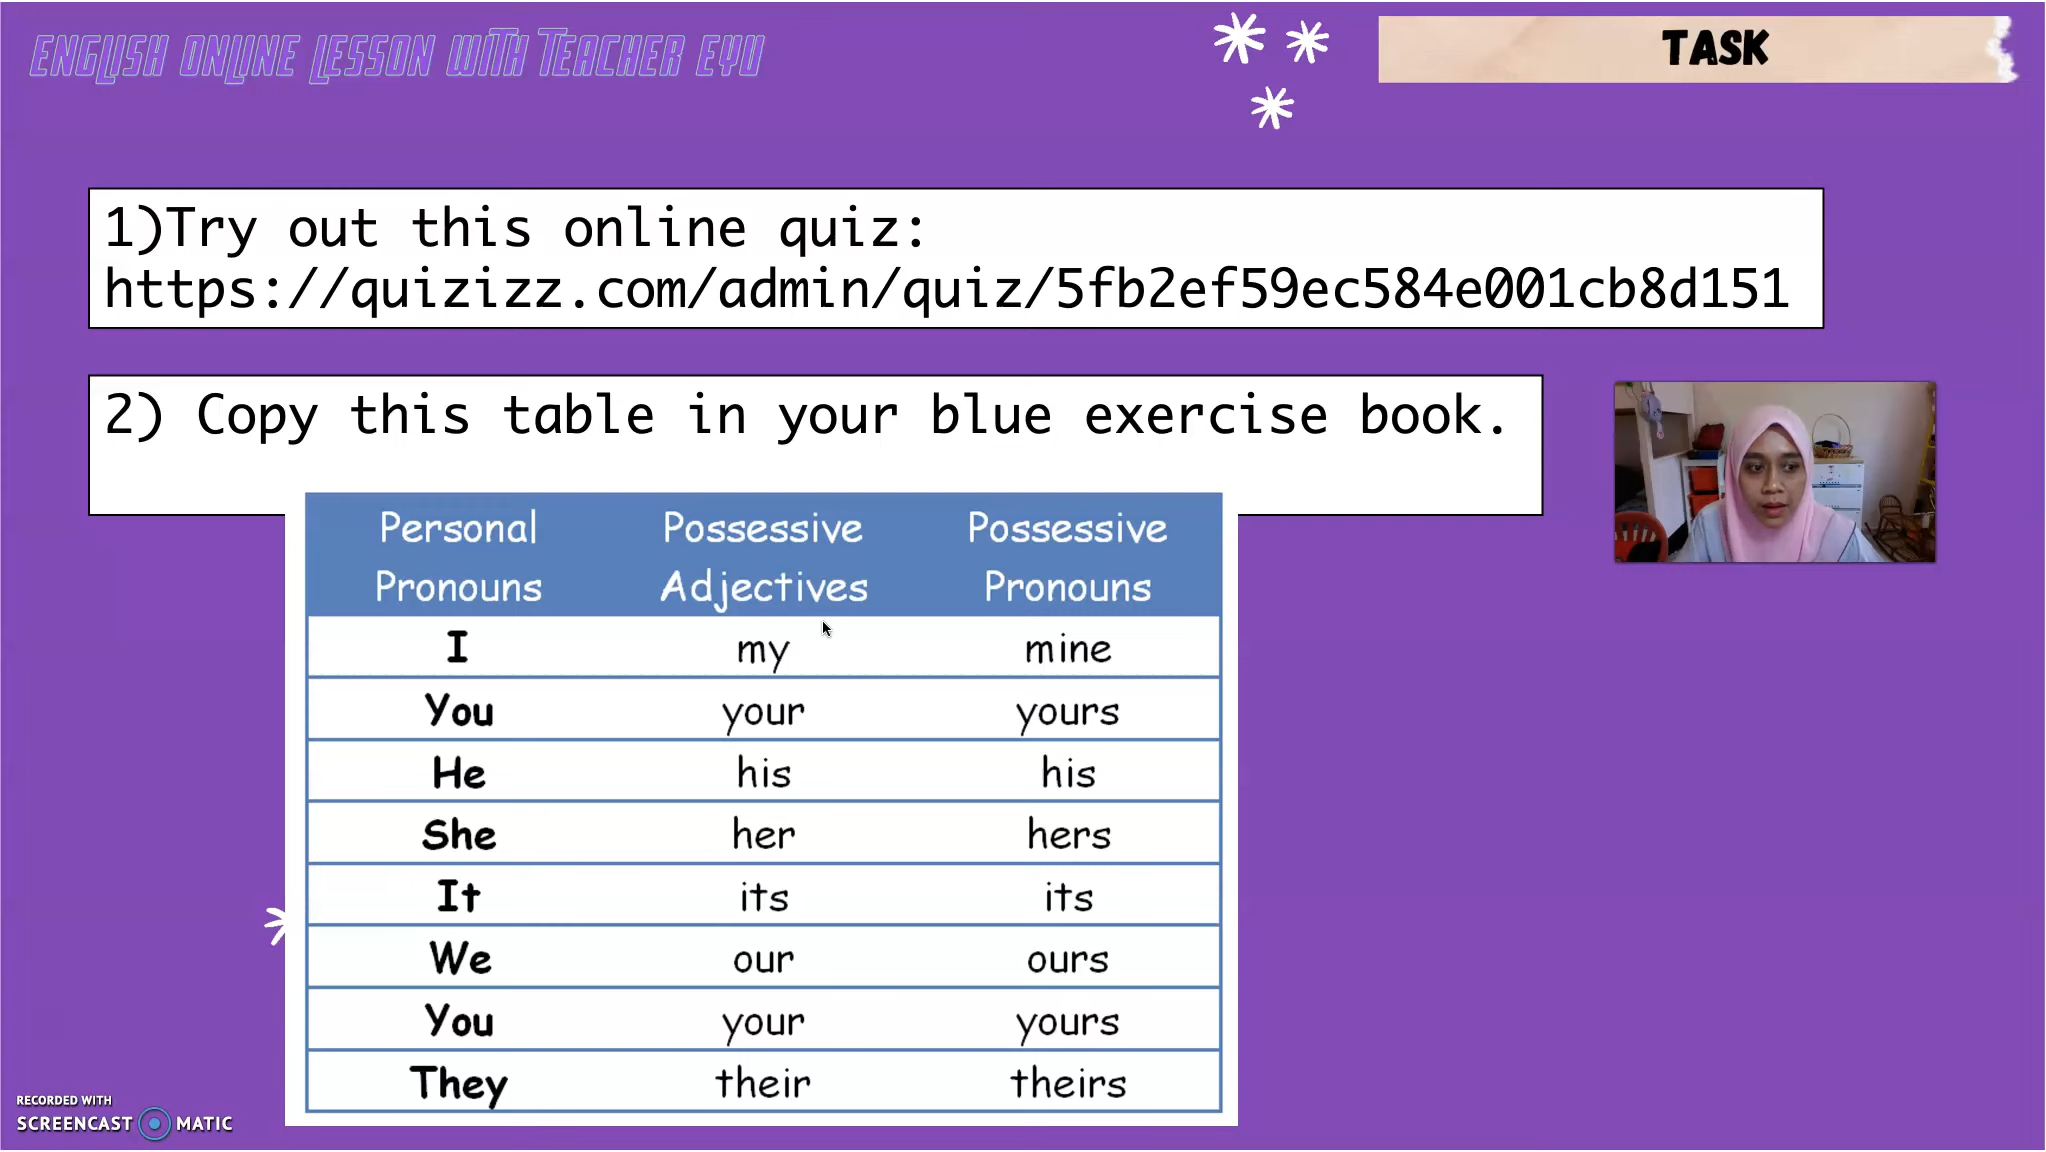 ENGLISH ONLINE LESSON WITH TEACHER EYU
TASK
1)Try out this online quiz:
https://quizizz.com/admin/quiz/5fb2ef59ec584e001cb8d151
2) Copy this table in your blue exercise book.
Personal Pronouns Possessive Adjectives Possessive Pronouns
I my mine
You your yours
He his his
She her hers
It its its
We our ours
You your yours
They their theirs
RECORDED WITH
SCREENCAST MATIC